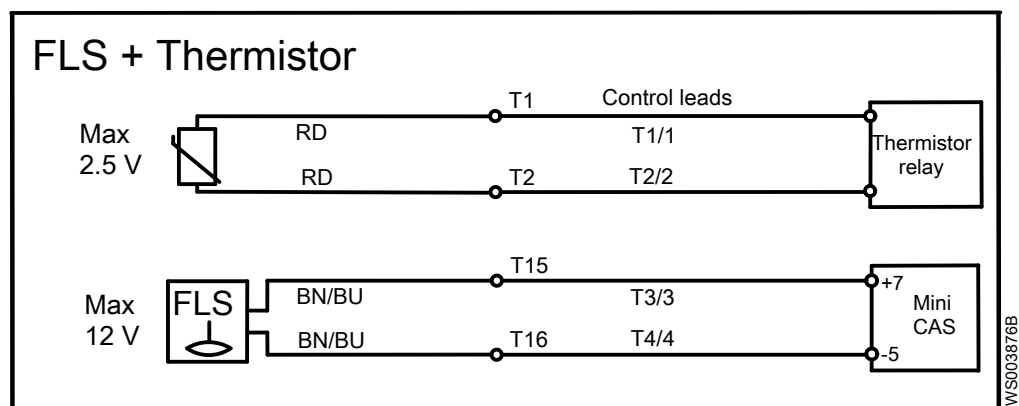 FLS + Thermistor
Max
2.5 V
RD
RD
T1
T2
Control leads
T1/1
T2/2
Thermistor
relay
Max
12 V
FLS
BN/BU
BN/BU
T15
T16
T3/3
T4/4
+7
-5
Mini
CAS
WS003876B